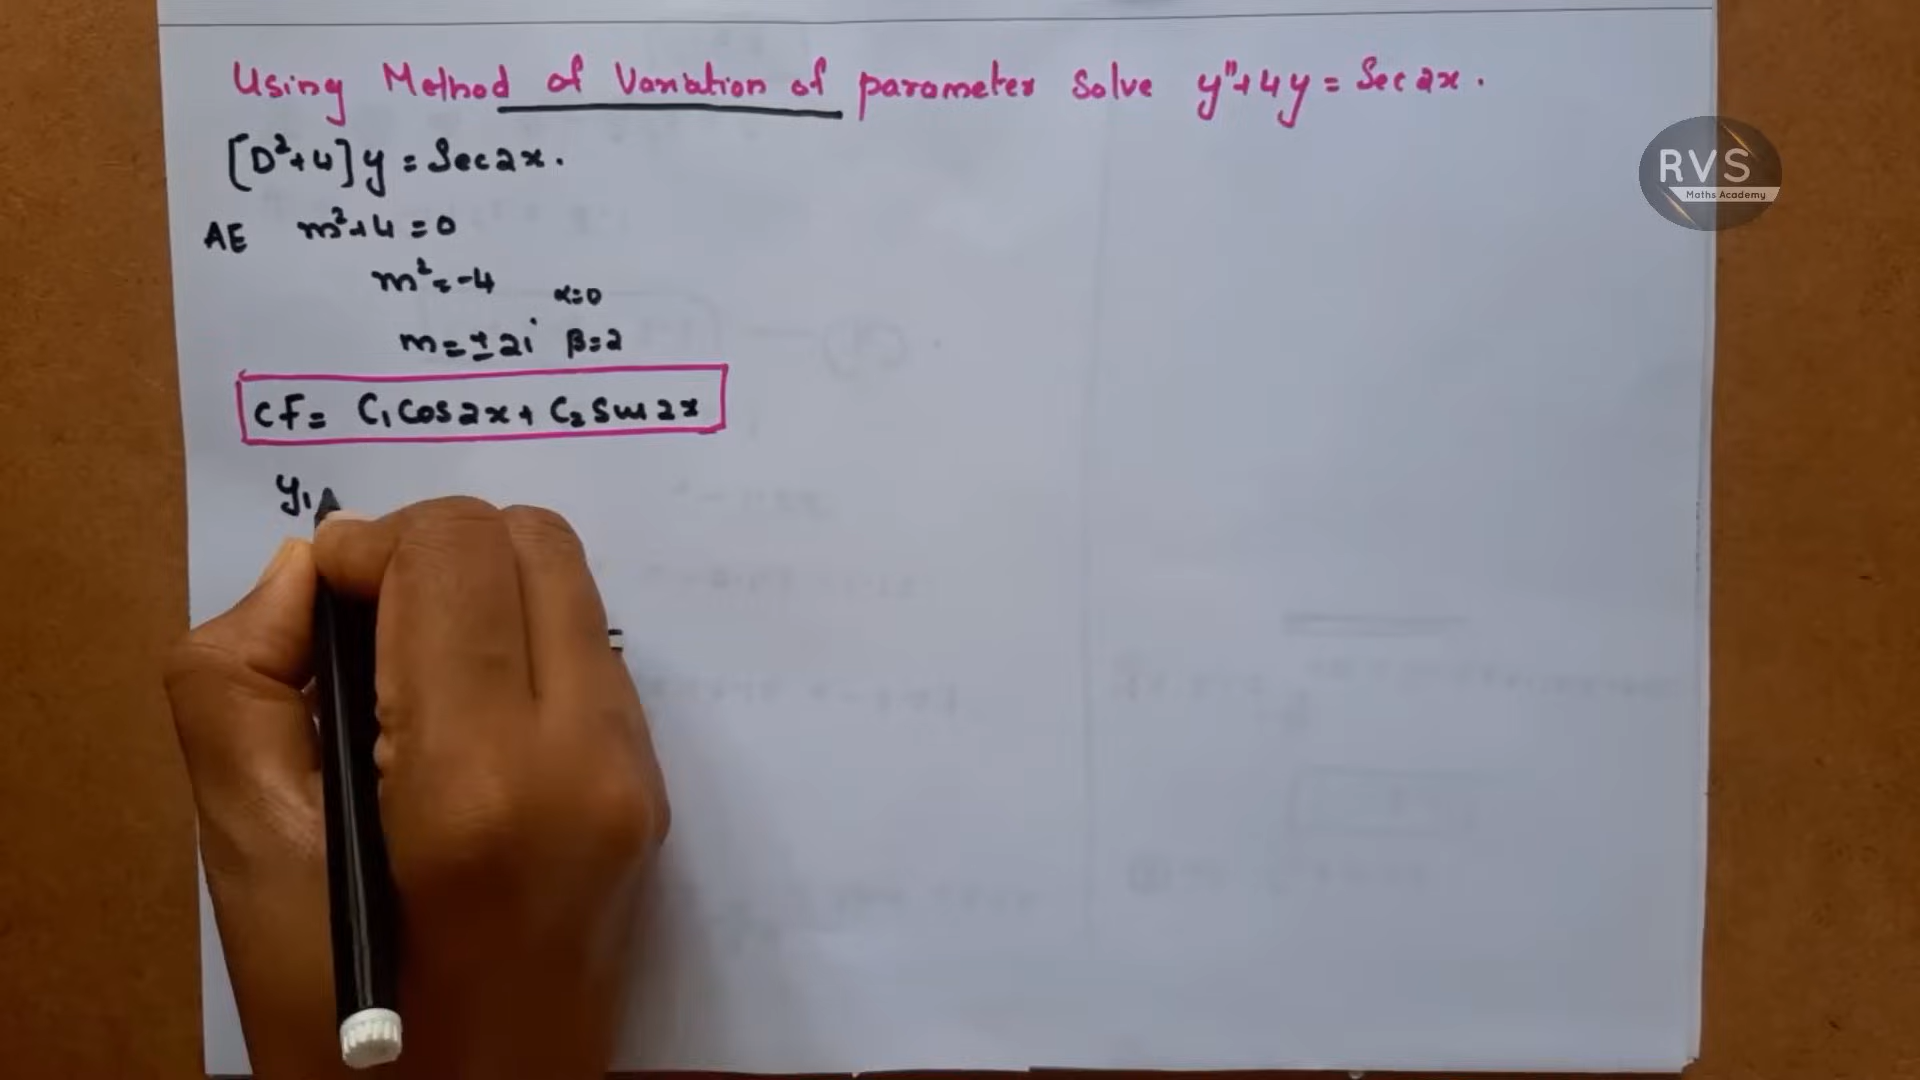 Using Method of Variation of parameter Solve y"+4y = Sec2x.
[D²+4]y = Sec2x.
AE m²+4 = 0
m² = -4
α=0
m = ±2i β=2
CF = C₁Cos2x + C₂Sin2x
y₁
RVS
Maths Academy